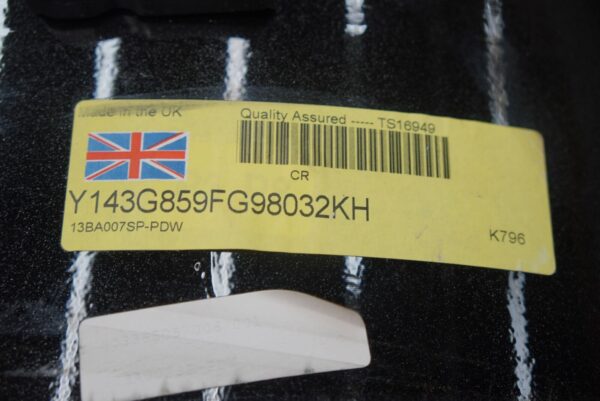 Made in the UK
Quality Assured ----- TS16949
CR
Y143G859FG98032KH
13BA007SP-PDW
K796